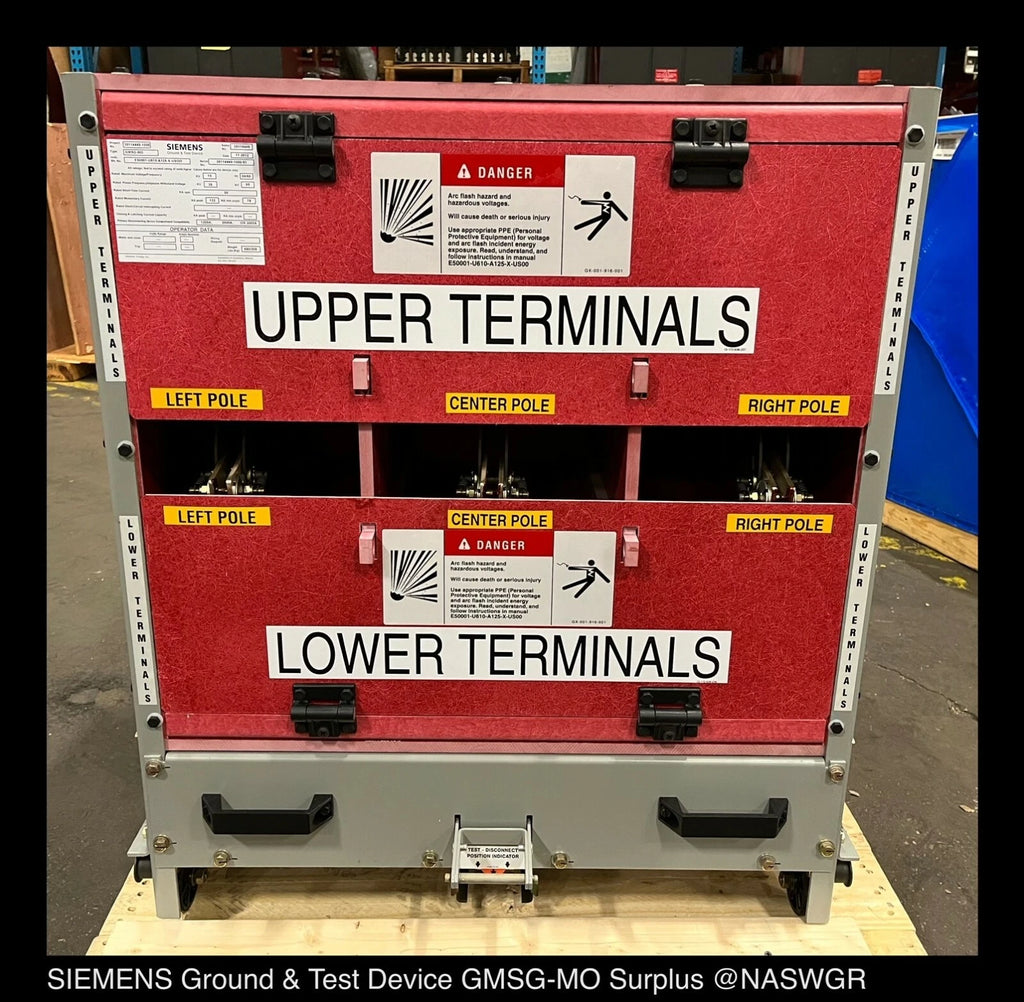 SIEMENS
Ground & Test Device
OPERATOR DATA
DANGER
Arc flash hazard and
hazardous voltages.
Will cause death or serious injury
Use appropriate PPE (Personal
Protective Equipment) for voltage
and arc flash incident energy
exposure. Read, understand, and
follow instructions in manual
E50001-U610-A125-X-US00
UPPER TERMINALS
UPPER TERMINALS
UPPER TERMINALS
LEFT POLE
CENTER POLE
RIGHT POLE
LEFT POLE
CENTER POLE
RIGHT POLE
DANGER
Arc flash hazard and
hazardous voltages.
Will cause death or serious injury
Use appropriate PPE (Personal
Protective Equipment) for voltage
and arc flash incident energy
exposure. Read, understand, and
follow instructions in manual
E50001-U610-A125-X-US00
LOWER TERMINALS
LOWER TERMINALS
LOWER TERMINALS
TEST - DISCONNECT
POSITION INDICATOR
SIEMENS Ground & Test Device GMSG-MO Surplus @NASWGR